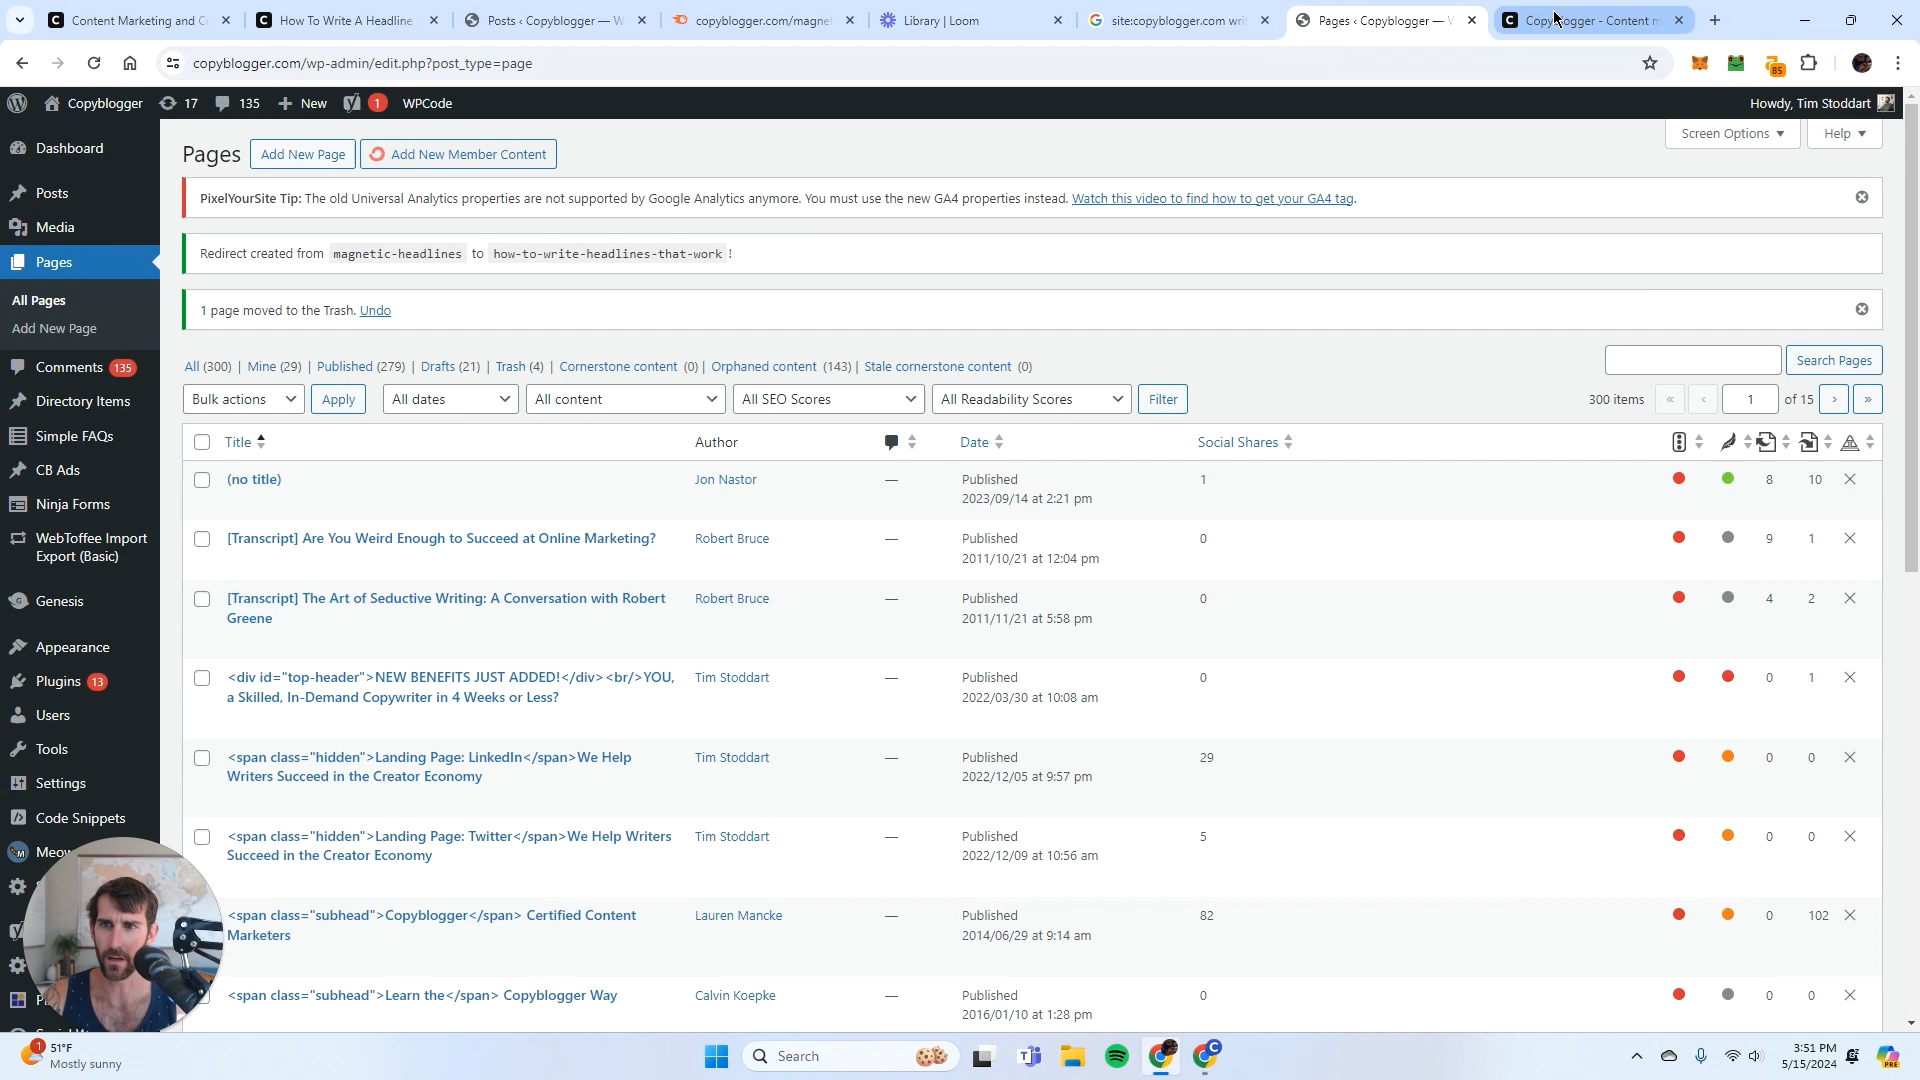 Content Marketing and Co
How To Write A Headline
Posts ‹ Copyblogger — W
copyblogger.com/magnet
Library | Loom
site:copyblogger.com wri
Pages ‹ Copyblogger — W
Copyblogger - Content m
copyblogger.com/wp-admin/edit.php?post_type=page
85
Copyblogger
17
135
New
1
WPCode
Howdy, Tim Stoddart
Dashboard
Posts
Media
Pages
All Pages
Add New Page
Comments 135
Directory Items
Simple FAQs
CB Ads
Ninja Forms
WebToffee Import
Export (Basic)
Genesis
Appearance
Plugins 13
Users
Tools
Settings
Code Snippets
Meow
Screen Options
Help
Pages
Add New Page
Add New Member Content
PixelYourSite Tip: The old Universal Analytics properties are not supported by Google Analytics anymore. You must use the new GA4 properties instead. Watch this video to find how to get your GA4 tag.
Redirect created from magnetic-headlines to how-to-write-headlines-that-work !
1 page moved to the Trash. Undo
All (300) | Mine (29) | Published (279) | Drafts (21) | Trash (4) | Cornerstone content (0) | Orphaned content (143) | Stale cornerstone content (0)
Search Pages
Bulk actions
Apply
All dates
All content
All SEO Scores
All Readability Scores
Filter
300 items « ‹ 1 of 15 › »
Title Author Date Social Shares
(no title) Jon Nastor — Published 1 8 10
2023/09/14 at 2:21 pm
[Transcript] Are You Weird Enough to Succeed at Online Marketing? Robert Bruce — Published 0 9 1
2011/10/21 at 12:04 pm
[Transcript] The Art of Seductive Writing: A Conversation with Robert Robert Bruce — Published 0 4 2
Greene 2011/11/21 at 5:58 pm
<div id="top-header">NEW BENEFITS JUST ADDED!</div><br/>YOU, Tim Stoddart — Published 0 0 1
a Skilled, In-Demand Copywriter in 4 Weeks or Less? 2022/03/30 at 10:08 am
<span class="hidden">Landing Page: LinkedIn</span>We Help Tim Stoddart — Published 29 0 0
Writers Succeed in the Creator Economy 2022/12/05 at 9:57 pm
<span class="hidden">Landing Page: Twitter</span>We Help Writers Tim Stoddart — Published 5 0 0
Succeed in the Creator Economy 2022/12/09 at 10:56 am
<span class="subhead">Copyblogger</span> Certified Content Lauren Mancke — Published 82 0 102
Marketers 2014/06/29 at 9:14 am
<span class="subhead">Learn the</span> Copyblogger Way Calvin Koepke — Published 0 0 0
2016/01/10 at 1:28 pm
1
51°F
Mostly sunny
Search
3:51 PM
5/15/2024
PRE